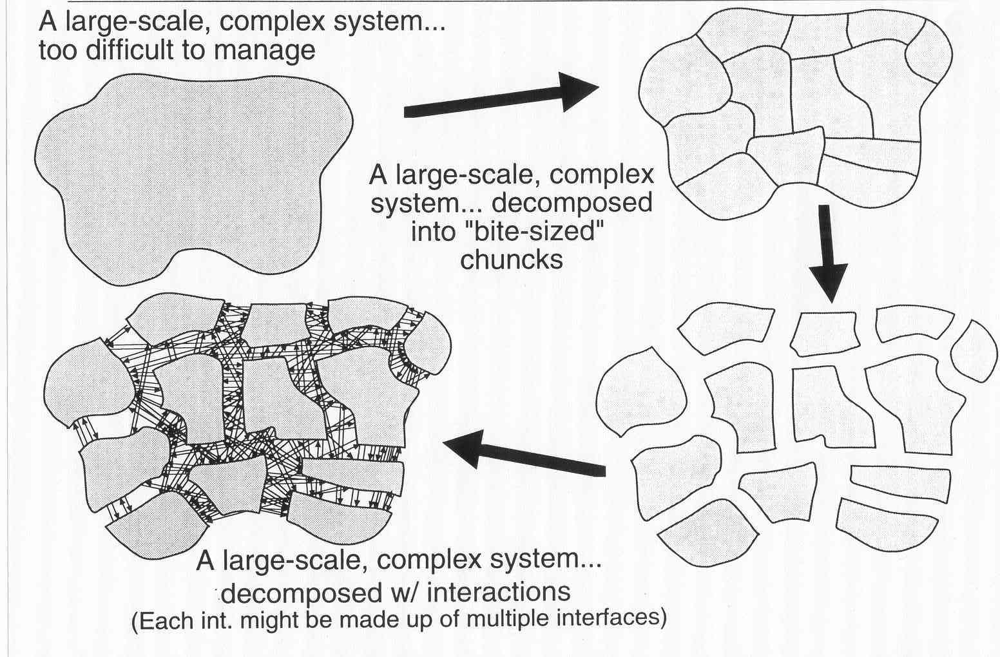 A large-scale, complex system...
too difficult to manage
A large-scale, complex
system... decomposed
into "bite-sized"
chuncks
A large-scale, complex system...
decomposed w/ interactions
(Each int. might be made up of multiple interfaces)